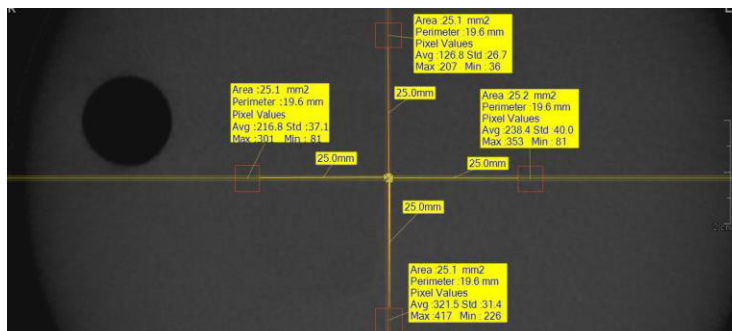 Area :25.1 mm2
Perimeter :19.6 mm
Pixel Values
Avg :126.8 Std :26.7
Max :207 Min : 36
Area :25.1 mm2
Perimeter :19.6 mm
Pixel Values
Avg :216.8 Std :37.1
Max :301 Min : 81
25.0mm
Area :25.2 mm2
Perimeter :19.6 mm
Pixel Values
Avg :238.4 Std :40.0
Max :353 Min : 81
25.0mm
25.0mm
25.0mm
Area :25.1 mm2
Perimeter :19.6 mm
Pixel Values
Avg :321.5 Std :31.4
Max :417 Min : 226